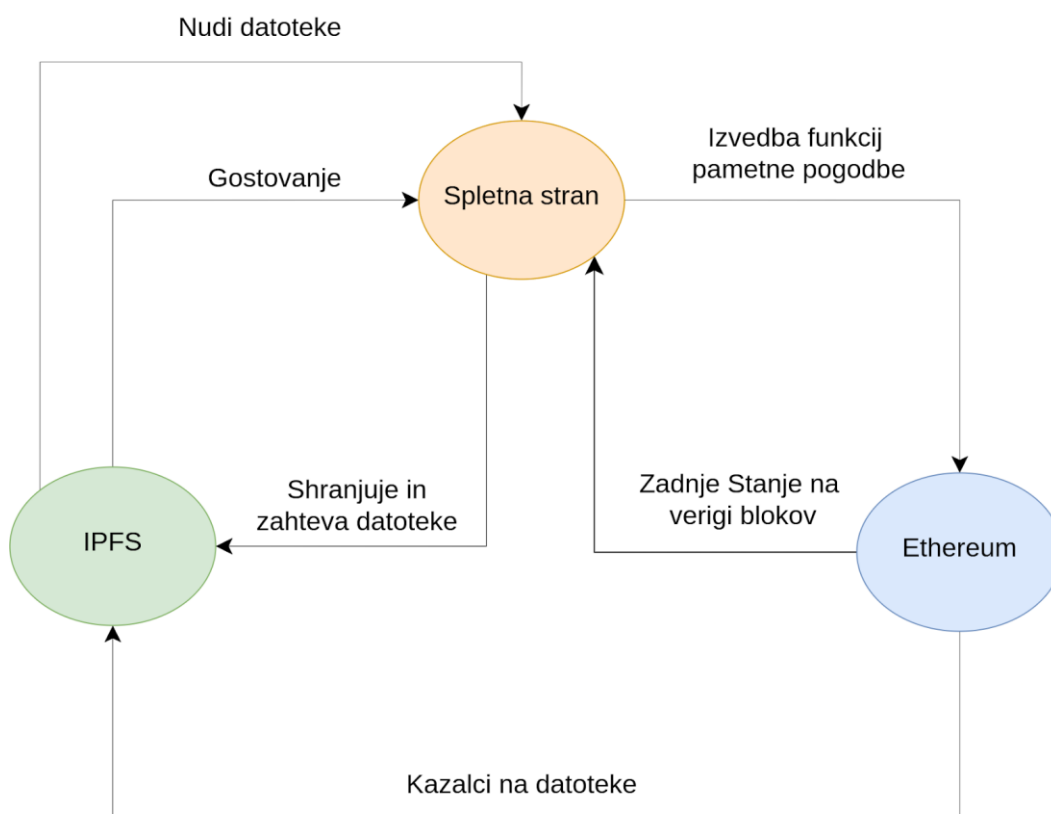 Nudi datoteke
Izvedba funkcij
pametne pogodbe
Gostovanje
Spletna stran
Shranjuje in
zahteva datoteke
Zadnje Stanje na
verigi blokov
IPFS
Ethereum
Kazalci na datoteke